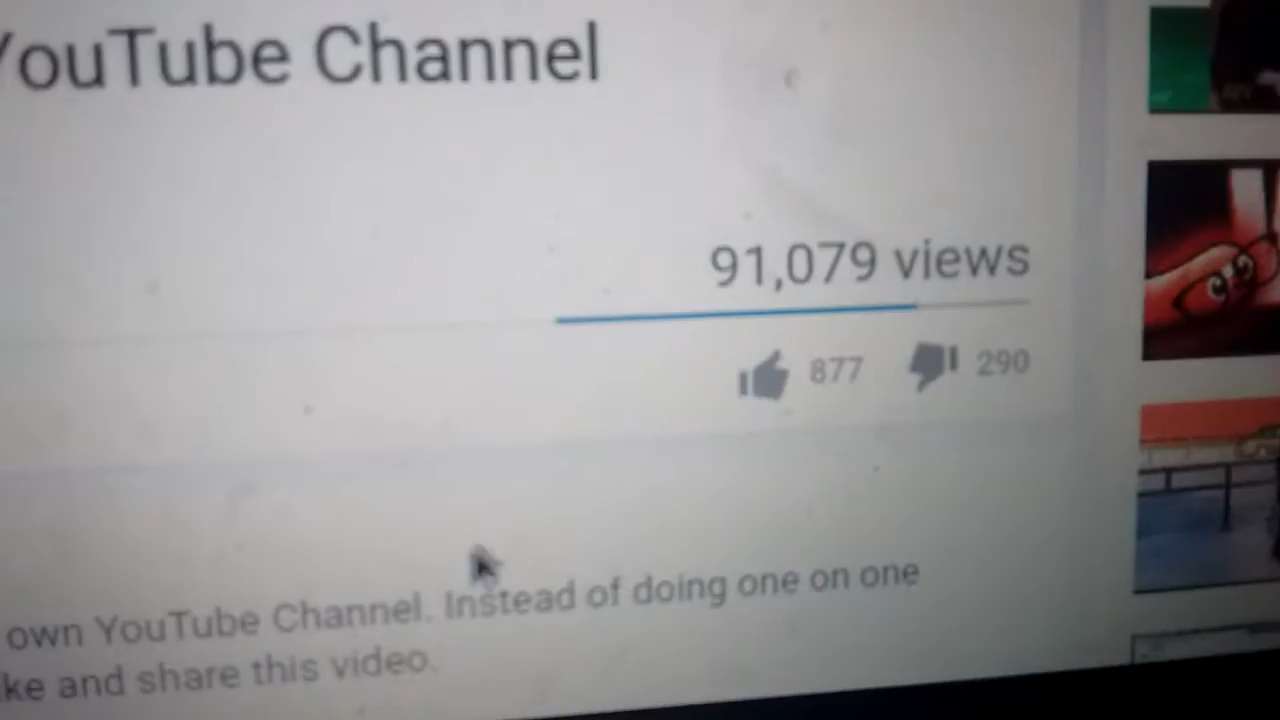 YouTube Channel
91,079 views
877 290
own YouTube Channel. Instead of doing one on one
ke and share this video.